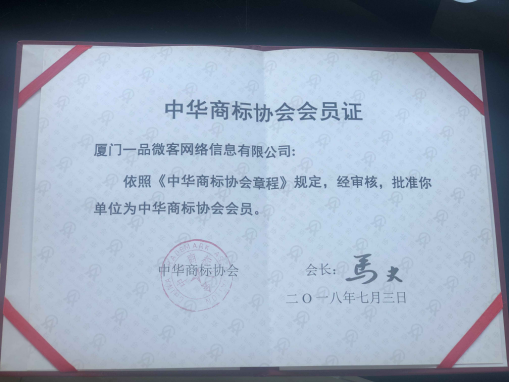 中华商标协会会员证
厦门一品微客网络信息有限公司:
依照《中华商标协会章程》规定，经审核，批准你
单位为中华商标协会会员。
中华商标协会
会长：马夫
二〇一八年七月三日